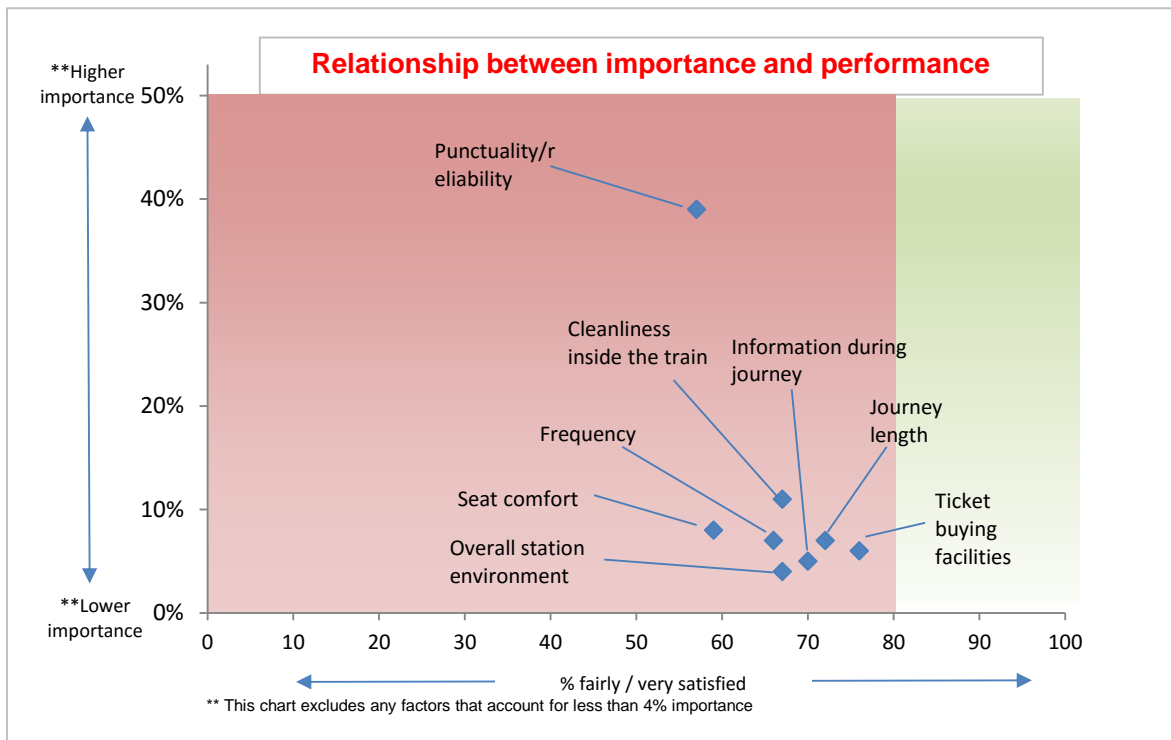 Relationship between importance and performance
**Higher
importance
50%
40%
30%
20%
10%
0%
**Lower
importance
Punctuality/r
eliability
Cleanliness
inside the train
Information during
journey
Journey
length
Frequency
Seat comfort
Ticket
buying
facilities
Overall station
environment
0 10 20 30 40 50 60 70 80 90 100
% fairly / very satisfied
** This chart excludes any factors that account for less than 4% importance